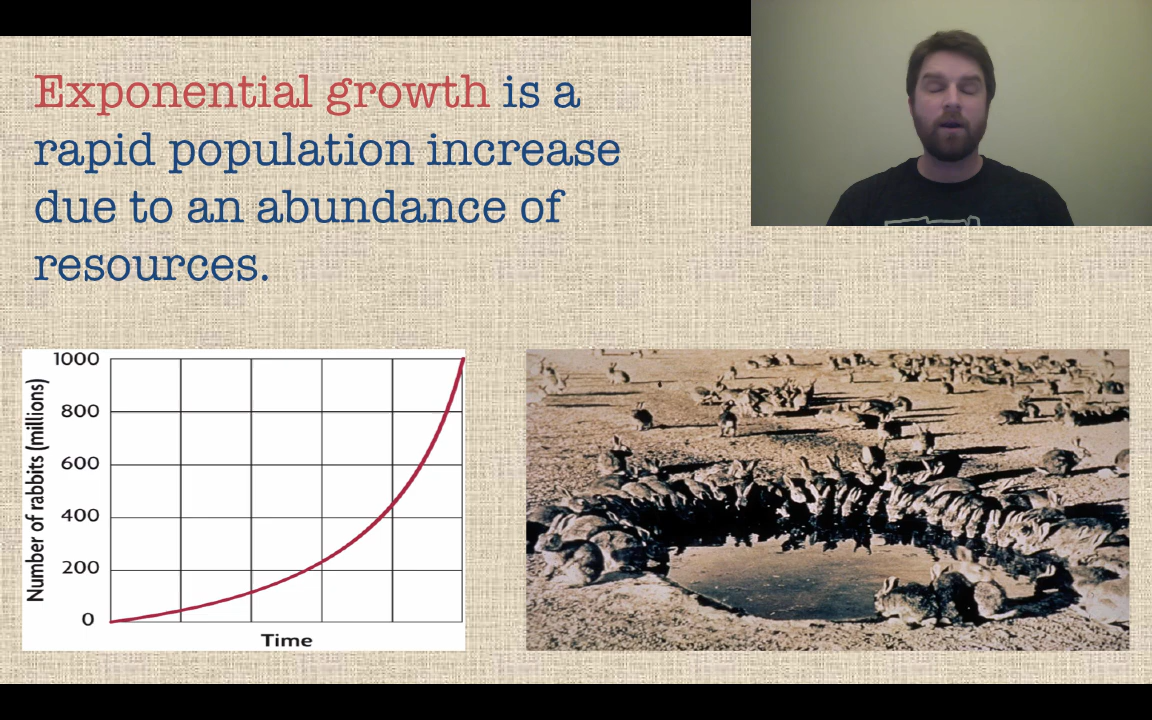 Exponential growth is a
rapid population increase
due to an abundance of
resources.
1000
800
600
400
200
0
Number of rabbits (millions)
Time